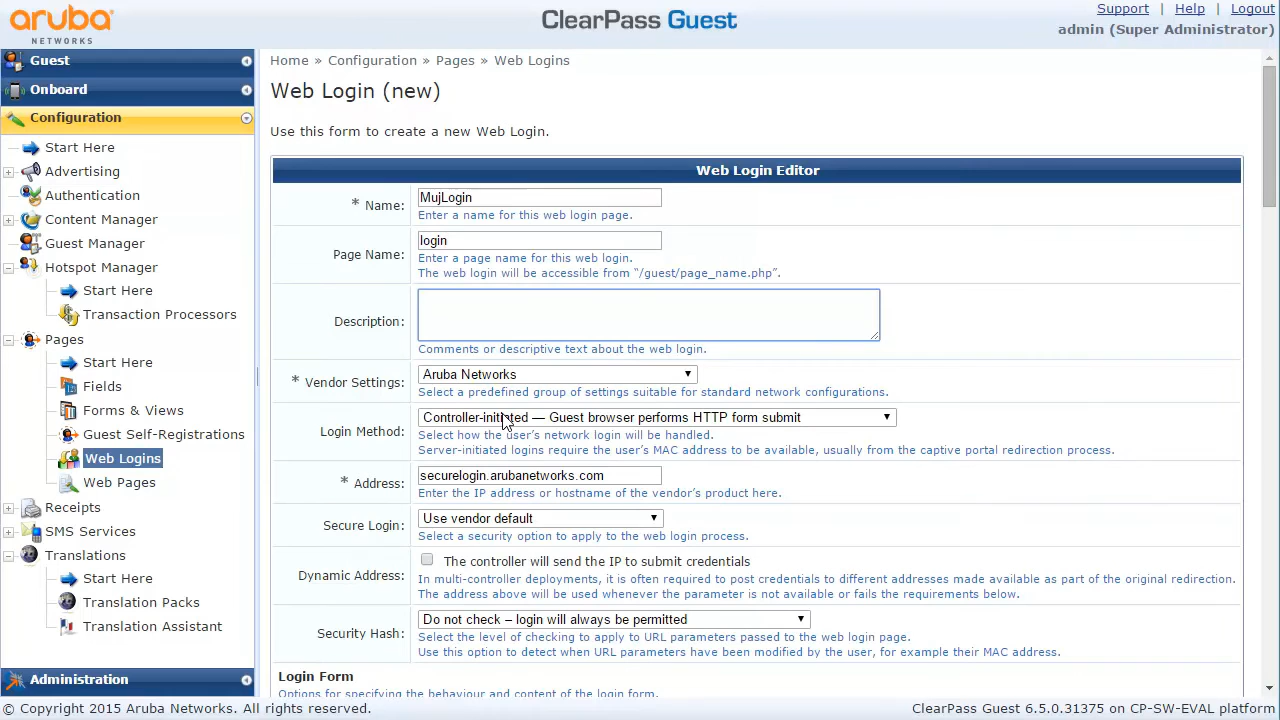 aruba
NETWORKS
ClearPass Guest
Support | Help | Logout
admin (Super Administrator)
Guest
Onboard
Configuration
Start Here
Advertising
Authentication
Content Manager
Guest Manager
Hotspot Manager
Start Here
Transaction Processors
Pages
Start Here
Fields
Forms & Views
Guest Self-Registrations
Web Logins
Web Pages
Receipts
SMS Services
Translations
Start Here
Translation Packs
Translation Assistant
Administration
Home » Configuration » Pages » Web Logins
Web Login (new)
Use this form to create a new Web Login.
Web Login Editor
* Name: MujLogin
Enter a name for this web login page.
Page Name: login
Enter a page name for this web login.
The web login will be accessible from “/guest/page_name.php”.
Description:
Comments or descriptive text about the web login.
* Vendor Settings: Aruba Networks
Select a predefined group of settings suitable for standard network configurations.
Login Method: Controller-initiated — Guest browser performs HTTP form submit
Select how the user’s network login will be handled.
Server-initiated logins require the user’s MAC address to be available, usually from the captive portal redirection process.
* Address: securelogin.arubanetworks.com
Enter the IP address or hostname of the vendor’s product here.
Secure Login: Use vendor default
Select a security option to apply to the web login process.
Dynamic Address: The controller will send the IP to submit credentials
In multi-controller deployments, it is often required to post credentials to different addresses made available as part of the original redirection.
The address above will be used whenever the parameter is not available or fails the requirements below.
Security Hash: Do not check – login will always be permitted
Select the level of checking to apply to URL parameters passed to the web login page.
Use this option to detect when URL parameters have been modified by the user, for example their MAC address.
Login Form
Options for specifying the behaviour and content of the login form.
© Copyright 2015 Aruba Networks. All rights reserved.
ClearPass Guest 6.5.0.31375 on CP-SW-EVAL platform